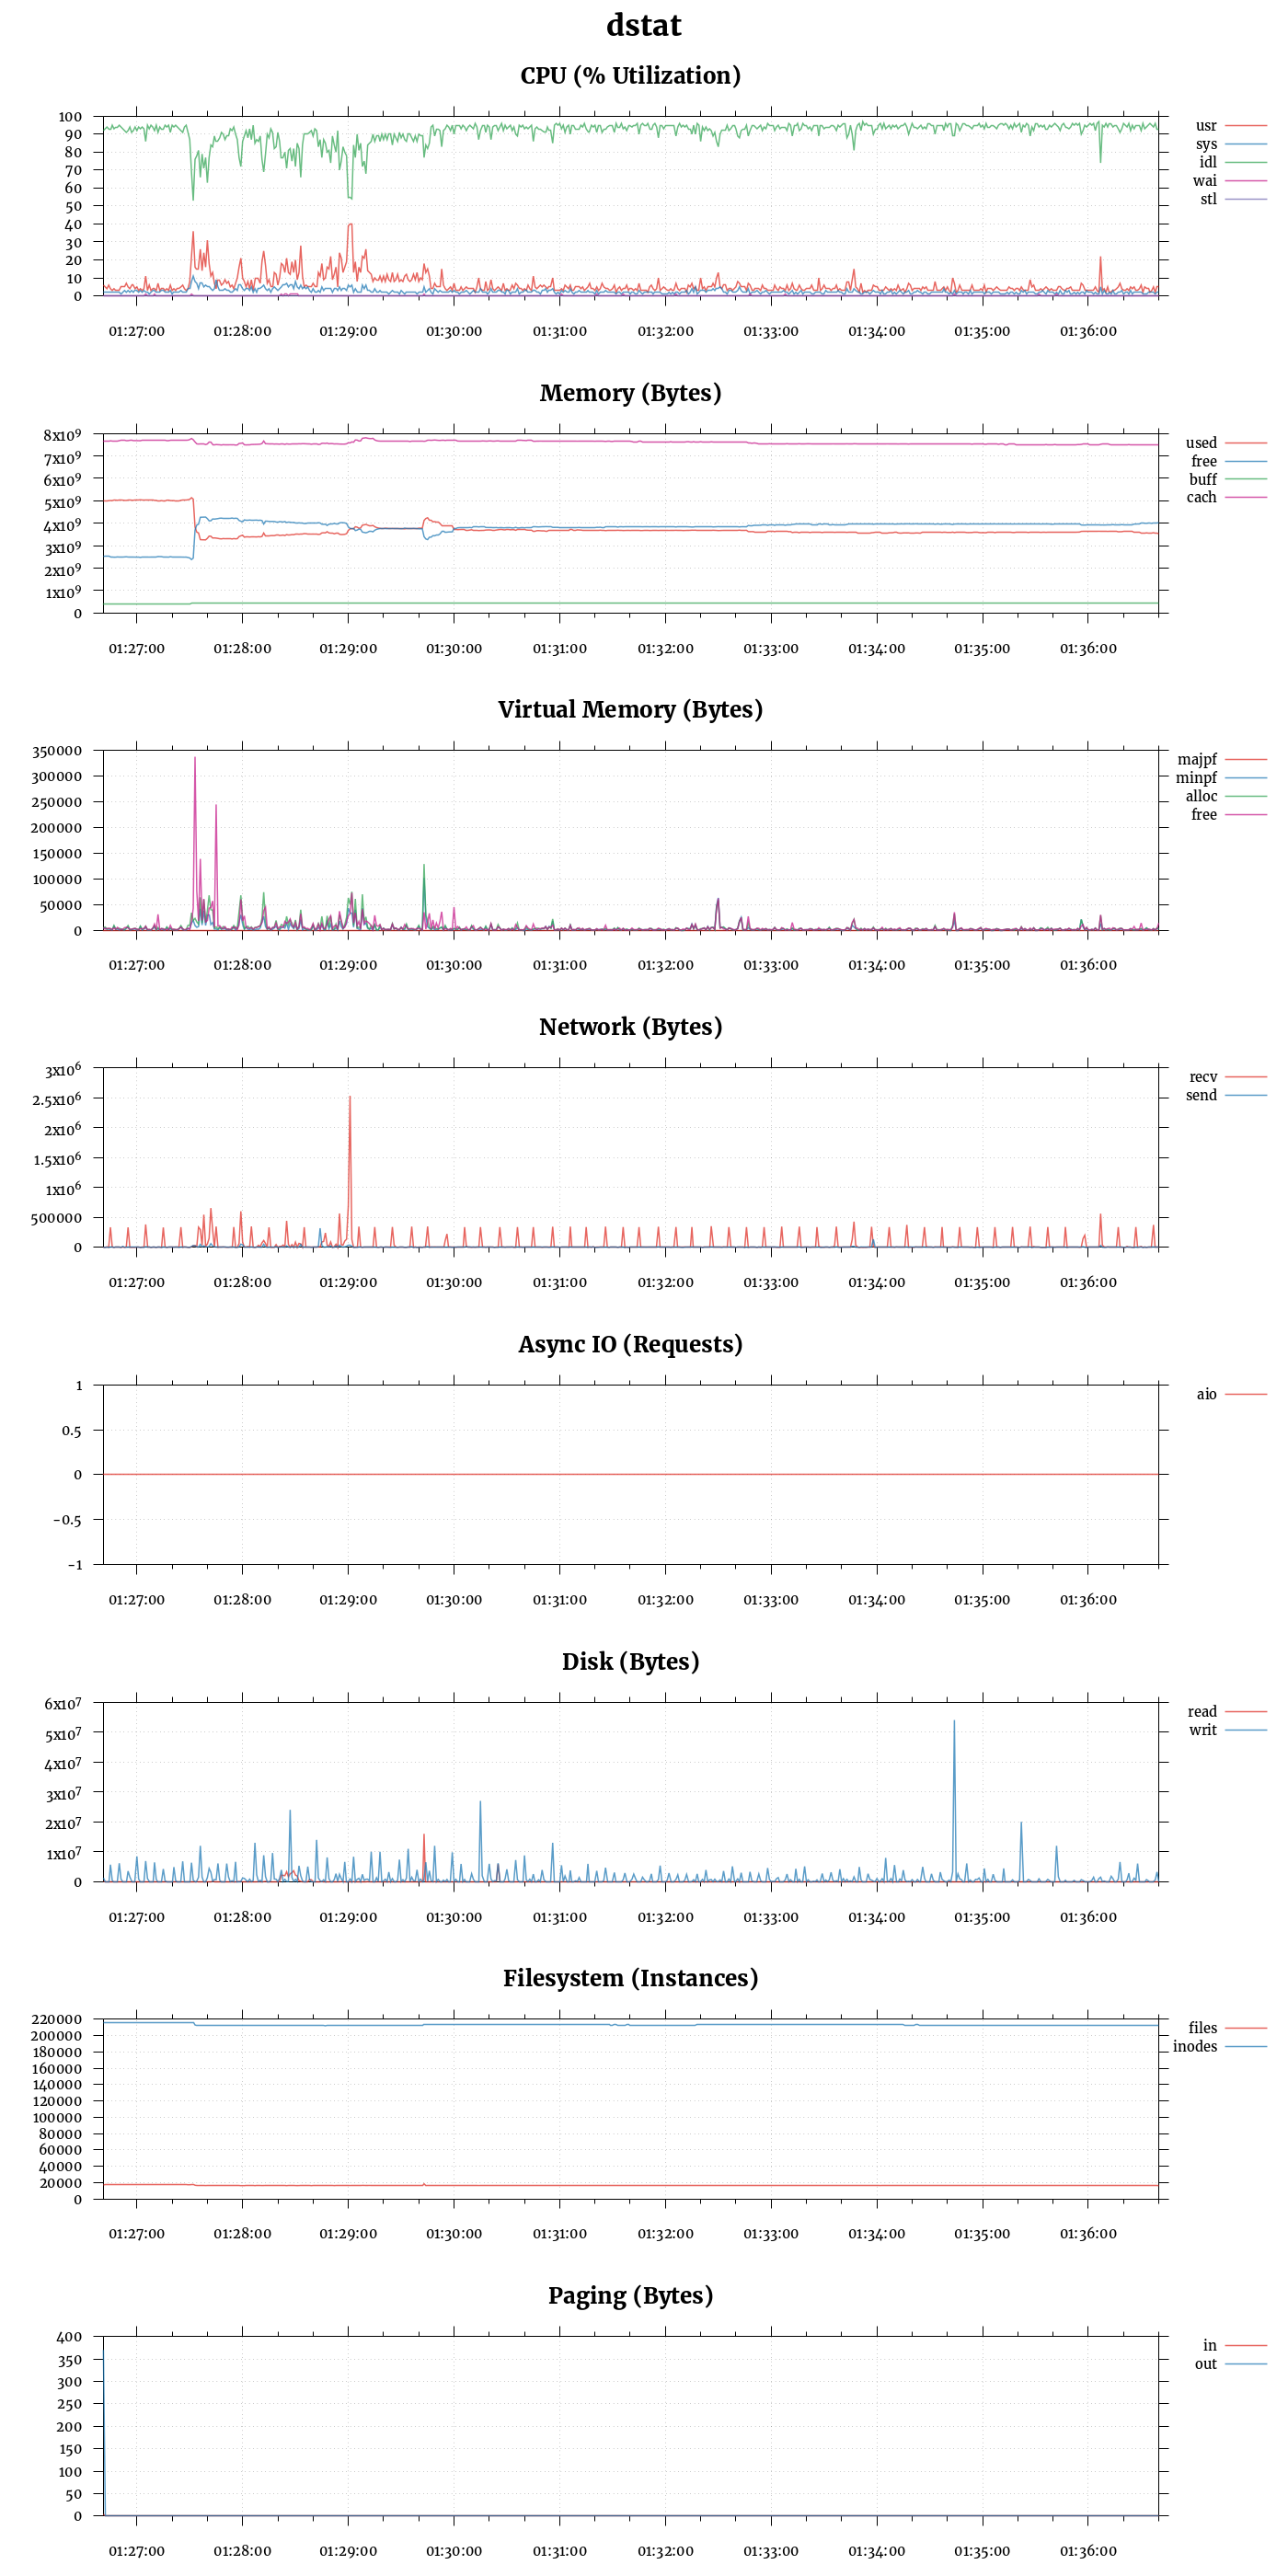 dstat
CPU (% Utilization)
100
90
80
70
60
50
40
30
20
10
0
usr
sys
idl
wai
stl
01:27:00 01:28:00 01:29:00 01:30:00 01:31:00 01:32:00 01:33:00 01:34:00 01:35:00 01:36:00
Memory (Bytes)
8x10⁹
7x10⁹
6x10⁹
5x10⁹
4x10⁹
3x10⁹
2x10⁹
1x10⁹
0
used
free
buff
cach
01:27:00 01:28:00 01:29:00 01:30:00 01:31:00 01:32:00 01:33:00 01:34:00 01:35:00 01:36:00
Virtual Memory (Bytes)
350000
300000
250000
200000
150000
100000
50000
0
majpf
minpf
alloc
free
01:27:00 01:28:00 01:29:00 01:30:00 01:31:00 01:32:00 01:33:00 01:34:00 01:35:00 01:36:00
Network (Bytes)
3x10⁶
2.5x10⁶
2x10⁶
1.5x10⁶
1x10⁶
500000
0
recv
send
01:27:00 01:28:00 01:29:00 01:30:00 01:31:00 01:32:00 01:33:00 01:34:00 01:35:00 01:36:00
Async IO (Requests)
1
0.5
0
-0.5
-1
aio
01:27:00 01:28:00 01:29:00 01:30:00 01:31:00 01:32:00 01:33:00 01:34:00 01:35:00 01:36:00
Disk (Bytes)
6x10⁷
5x10⁷
4x10⁷
3x10⁷
2x10⁷
1x10⁷
0
read
writ
01:27:00 01:28:00 01:29:00 01:30:00 01:31:00 01:32:00 01:33:00 01:34:00 01:35:00 01:36:00
Filesystem (Instances)
220000
200000
180000
160000
140000
120000
100000
80000
60000
40000
20000
0
files
inodes
01:27:00 01:28:00 01:29:00 01:30:00 01:31:00 01:32:00 01:33:00 01:34:00 01:35:00 01:36:00
Paging (Bytes)
400
350
300
250
200
150
100
50
0
in
out
01:27:00 01:28:00 01:29:00 01:30:00 01:31:00 01:32:00 01:33:00 01:34:00 01:35:00 01:36:00